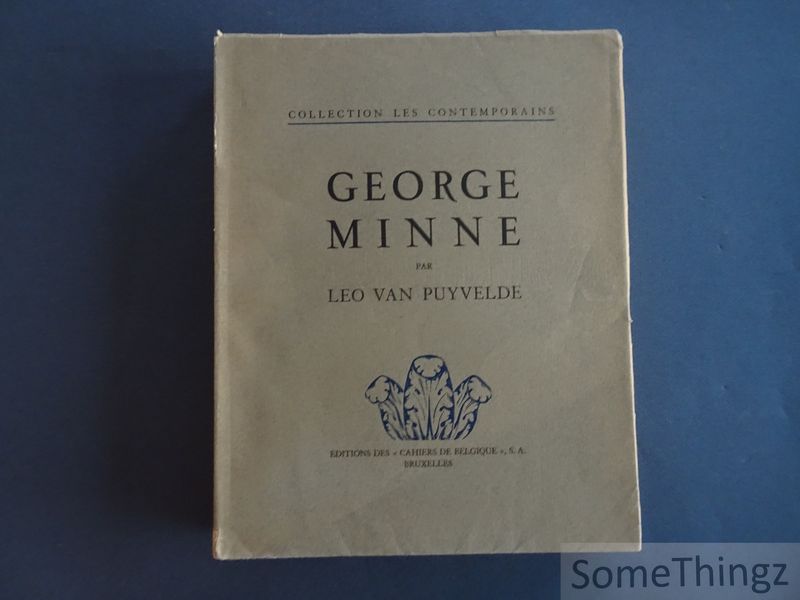 COLLECTION LES CONTEMPORAINS
GEORGE
MINNE
PAR
LEO VAN PUYVELDE
EDITIONS DES « CAHIERS DE BELGIQUE », S. A.
BRUXELLES
SomeThingz